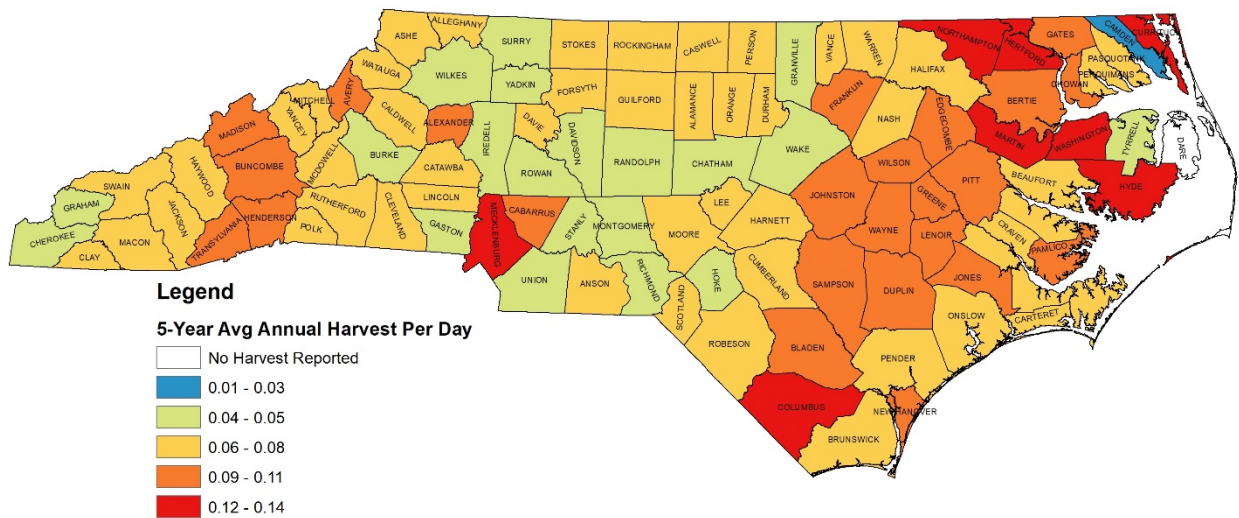 ALLEGHANY
ASHE
SURRY
STOKES
ROCKINGHAM
CASWELL
PERSON
GRANVILLE
VANCE
WARREN
NORTHAMPTON
HERTFORD
GATES
CAMDEN
CURRITUCK
WATAUGA
WILKES
YADKIN
FORSYTH
GUILFORD
ALAMANCE
ORANGE
DURHAM
FRANKLIN
HALIFAX
BERTIE
CHOWAN
PASQUOTANK
PERQUIMANS
MITCHELL
AVERY
MADISON
YANCEY
CALDWELL
ALEXANDER
IREDELL
DAVIE
DAVIDSON
RANDOLPH
CHATHAM
WAKE
NASH
EDGECOMBE
MARTIN
WASHINGTON
TYRRELL
DARE
BUNCOMBE
MCDOWELL
BURKE
CATAWBA
ROWAN
JOHNSTON
WILSON
PITT
BEAUFORT
HYDE
HAYWOOD
SWAIN
GRAHAM
JACKSON
RUTHERFORD
CLEVELAND
LINCOLN
LEE
GREENE
CHEROKEE
MACON
CLAY
TRANSYLVANIA
HENDERSON
POLK
GASTON
MECKLENBURG
CABARRUS
STANLY
MONTGOMERY
MOORE
HARNETT
WAYNE
LENOIR
CRAVEN
PAMLICO
UNION
ANSON
RICHMOND
SCOTLAND
HOKE
CUMBERLAND
SAMPSON
DUPLIN
JONES
ONSLOW
CARTERET
ROBESON
BLADEN
PENDER
COLUMBUS
NEW HANOVER
BRUNSWICK
Legend
5-Year Avg Annual Harvest Per Day
No Harvest Reported
0.01 - 0.03
0.04 - 0.05
0.06 - 0.08
0.09 - 0.11
0.12 - 0.14